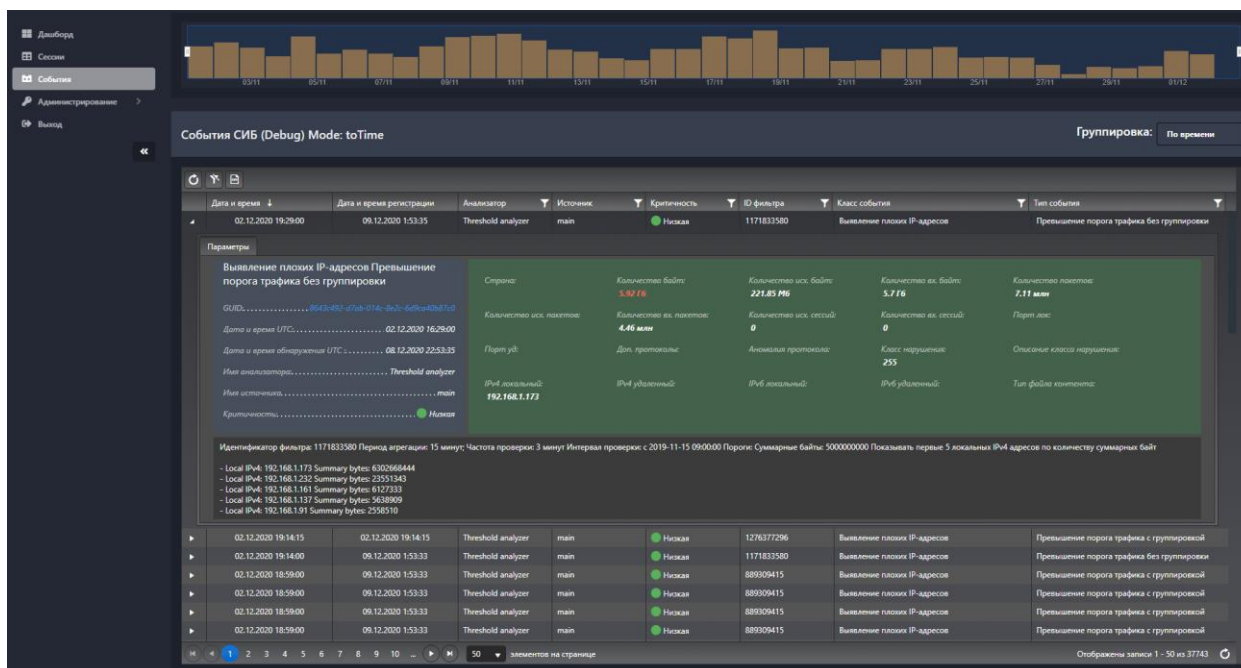 Дашборд
Сессии
События
Администрирование
Выход
03/11 05/11 07/11 09/11 11/11 13/11 15/11 17/11 19/11 21/11 23/11 25/11 27/11 29/11 01/12
События СИБ (Debug) Mode: toTime
Группировка: По времени
Дата и время ↓ Дата и время регистрации Анализатор Источник Критичность ID фильтра Класс события Тип события
02.12.2020 19:29:00 09.12.2020 1:53:35 Threshold analyzer main Низкая 1171833580 Выявление плохих IP-адресов Превышение порога трафика без группировки
Параметры
Выявление плохих IP-адресов Превышение
порога трафика без группировки
GUID:
Дата и время UTC: 02.12.2020 16:29:00
Дата и время обнаружения UTC: 08.12.2020 22:53:35
Имя анализатора: Threshold analyzer
Имя источника: main
Критичность: Низкая
Страна: Количество байт: Количество исх. байт: Количество вх. байт: Количество пакетов:
5.92 Гб 221.85 Мб 5.7 Гб 7.11 млн
Количество исх. пакетов: Количество вх. пакетов: Количество исх. сессий: Количество вх. сессий: Порт лок:
4.46 млн 0 0
Порт уд: Доп. протоколы: Аномалия протокола: Класс нарушения: Описание класса нарушения:
255
IPv4 локальный: IPv4 удаленный: IPv6 локальный: IPv6 удаленный: Тип файла контента:
192.168.1.173
Идентификатор фильтра: 1171833580 Период агрегации: 15 минут; Частота проверки: 3 минут Интервал проверки: с 2019-11-15 09:00:00 Пороги: Суммарные байты: 5000000000 Показывать первые 5 локальных IPv4 адресов по количеству суммарных байт
- Local IPv4: 192.168.1.173 Summary bytes: 6302668444
- Local IPv4: 192.168.1.232 Summary bytes: 23551343
- Local IPv4: 192.168.1.161 Summary bytes: 6127333
- Local IPv4: 192.168.1.137 Summary bytes: 5638909
- Local IPv4: 192.168.1.91 Summary bytes: 2558510
02.12.2020 19:14:15 02.12.2020 19:14:15 Threshold analyzer main Низкая 1276377296 Выявление плохих IP-адресов Превышение порога трафика с группировкой
02.12.2020 19:14:00 09.12.2020 1:53:33 Threshold analyzer main Низкая 1171833580 Выявление плохих IP-адресов Превышение порога трафика без группировки
02.12.2020 18:59:00 09.12.2020 1:53:33 Threshold analyzer main Низкая 889309415 Выявление плохих IP-адресов Превышение порога трафика с группировкой
02.12.2020 18:59:00 09.12.2020 1:53:33 Threshold analyzer main Низкая 889309415 Выявление плохих IP-адресов Превышение порога трафика с группировкой
02.12.2020 18:59:00 09.12.2020 1:53:33 Threshold analyzer main Низкая 889309415 Выявление плохих IP-адресов Превышение порога трафика с группировкой
02.12.2020 18:59:00 09.12.2020 1:53:33 Threshold analyzer main Низкая 889309415 Выявление плохих IP-адресов Превышение порога трафика с группировкой
1 2 3 4 5 6 7 8 9 10 ... 50 элементов на странице Отображены записи 1 - 50 из 37743